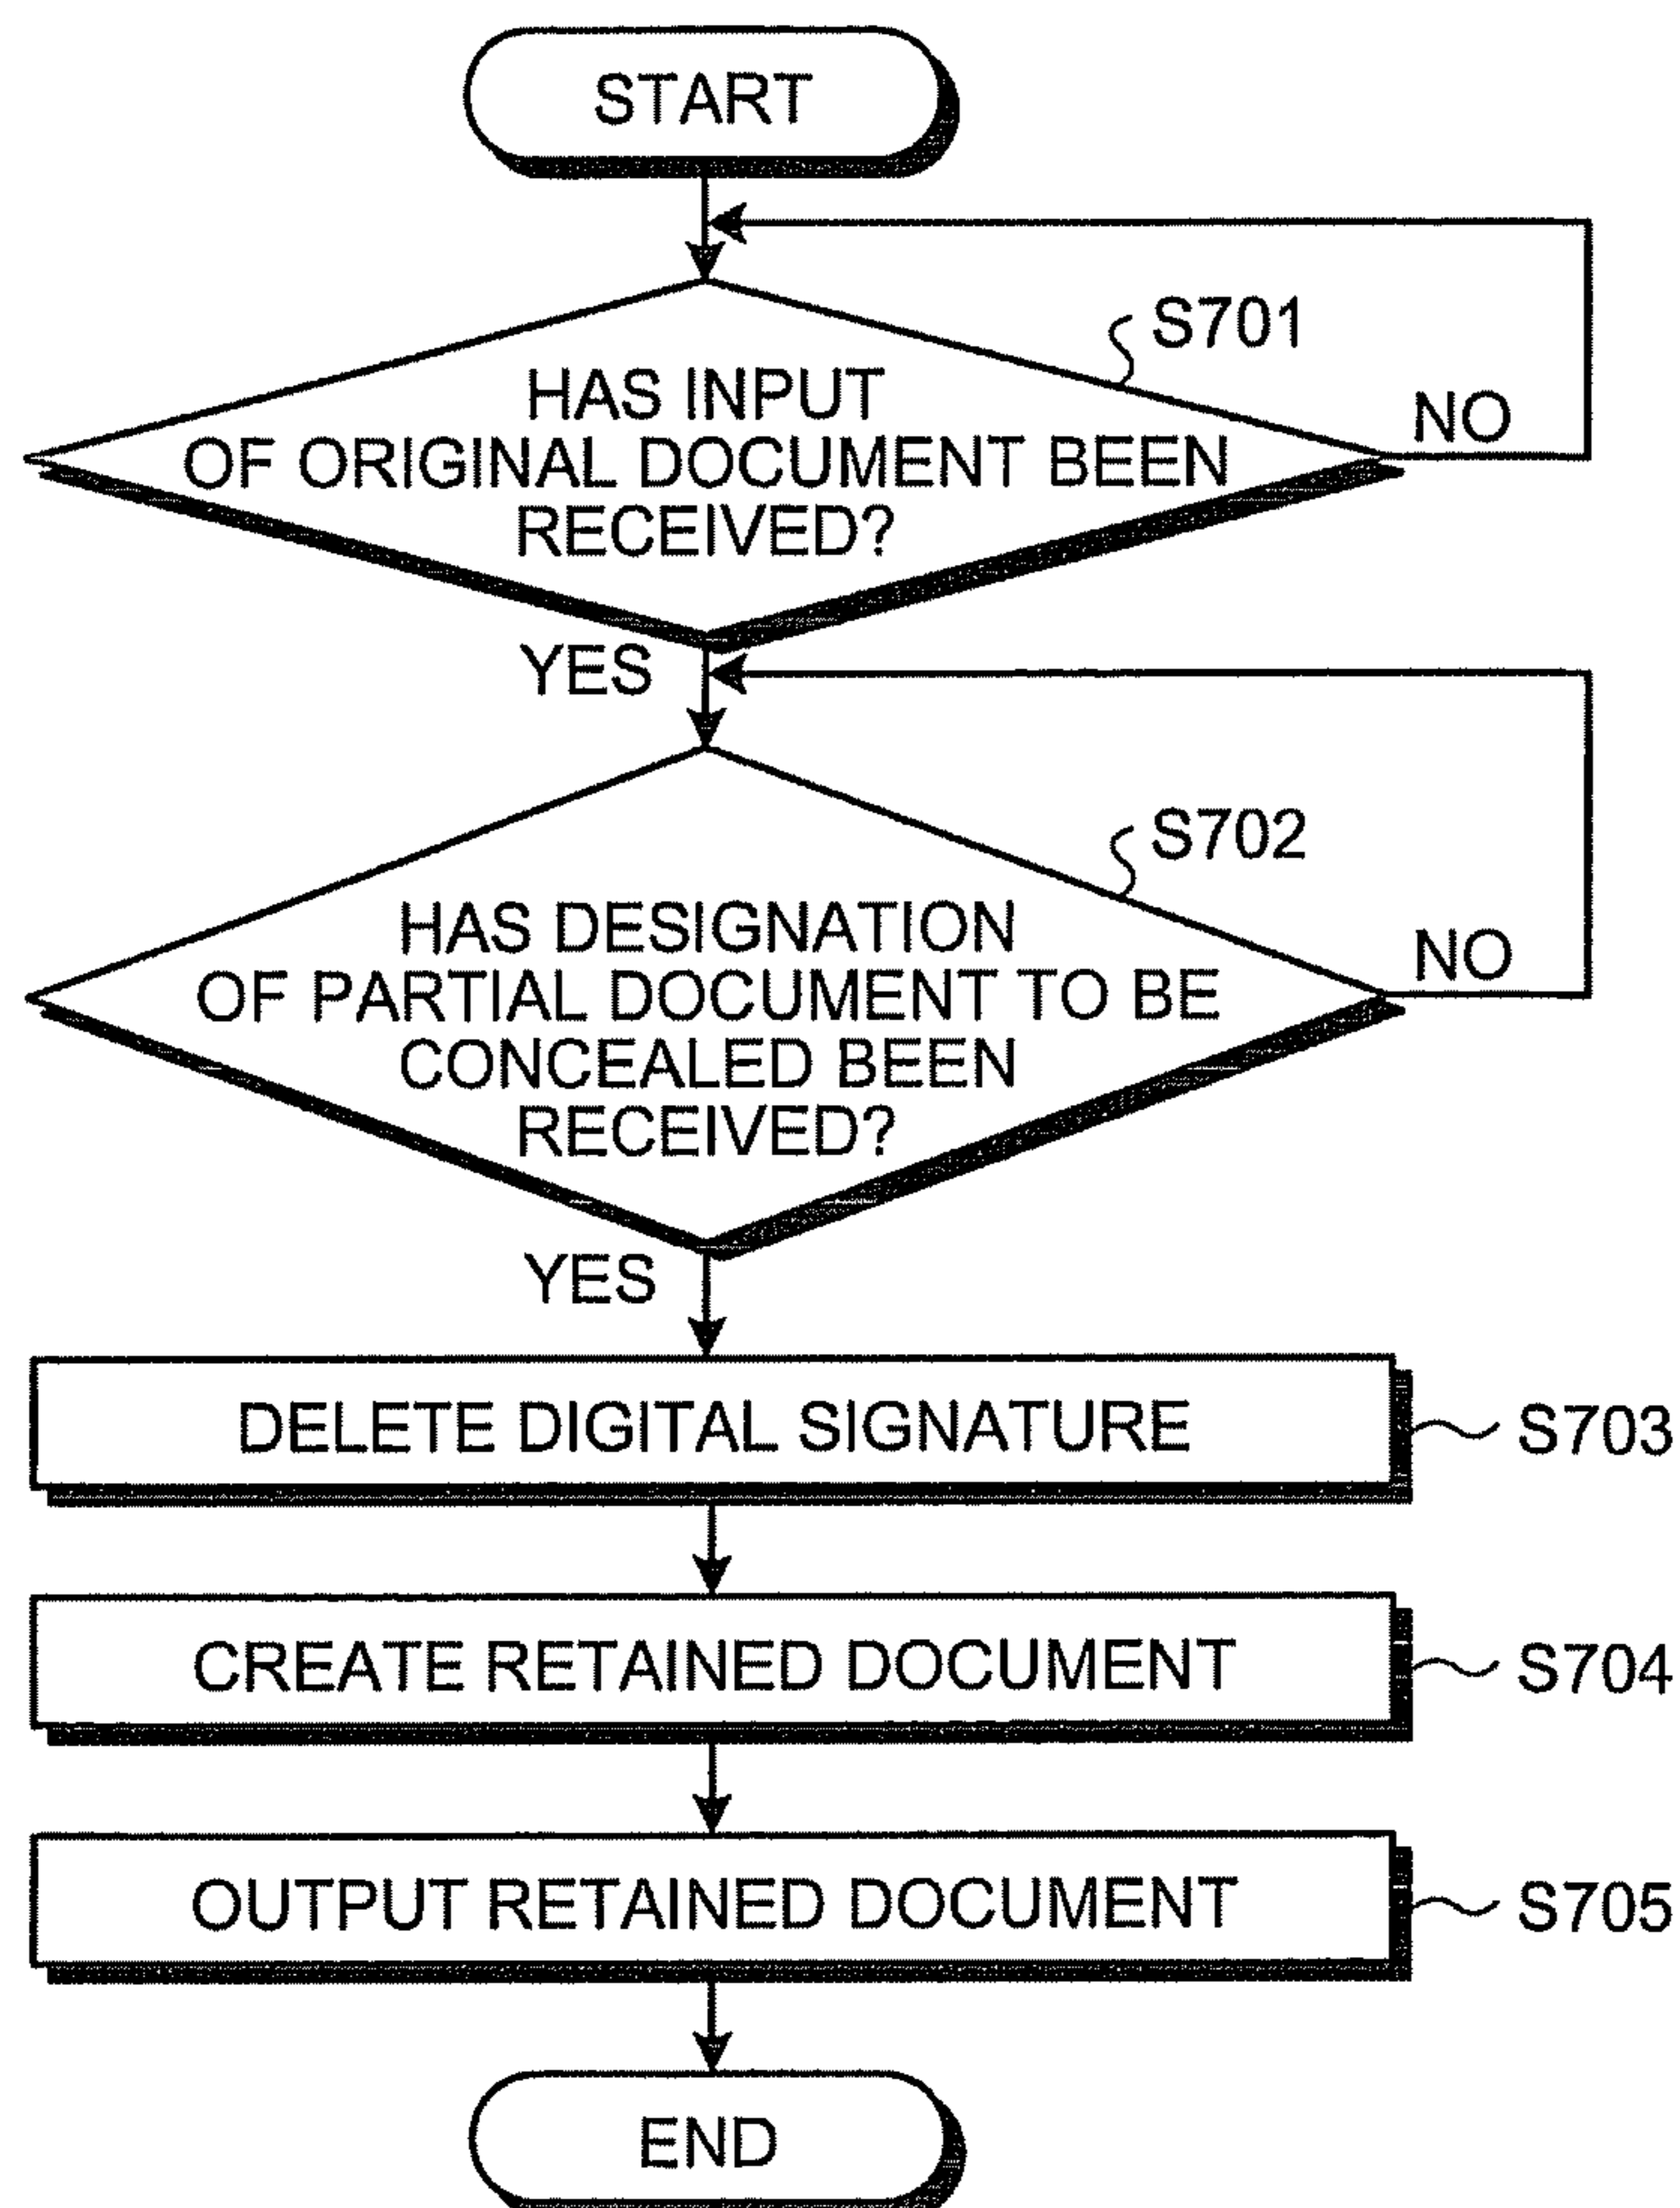 START
S701
HAS INPUT
OF ORIGINAL DOCUMENT BEEN
RECEIVED?
NO
YES
S702
HAS DESIGNATION
OF PARTIAL DOCUMENT TO BE
CONCEALED BEEN
RECEIVED?
NO
YES
DELETE DIGITAL SIGNATURE
S703
CREATE RETAINED DOCUMENT
S704
OUTPUT RETAINED DOCUMENT
S705
END